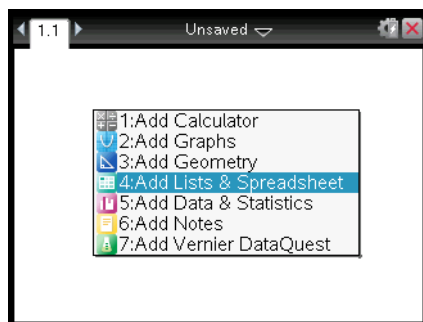 1.1 Unsaved
1:Add Calculator
2:Add Graphs
3:Add Geometry
4:Add Lists & Spreadsheet
5:Add Data & Statistics
6:Add Notes
7:Add Vernier DataQuest